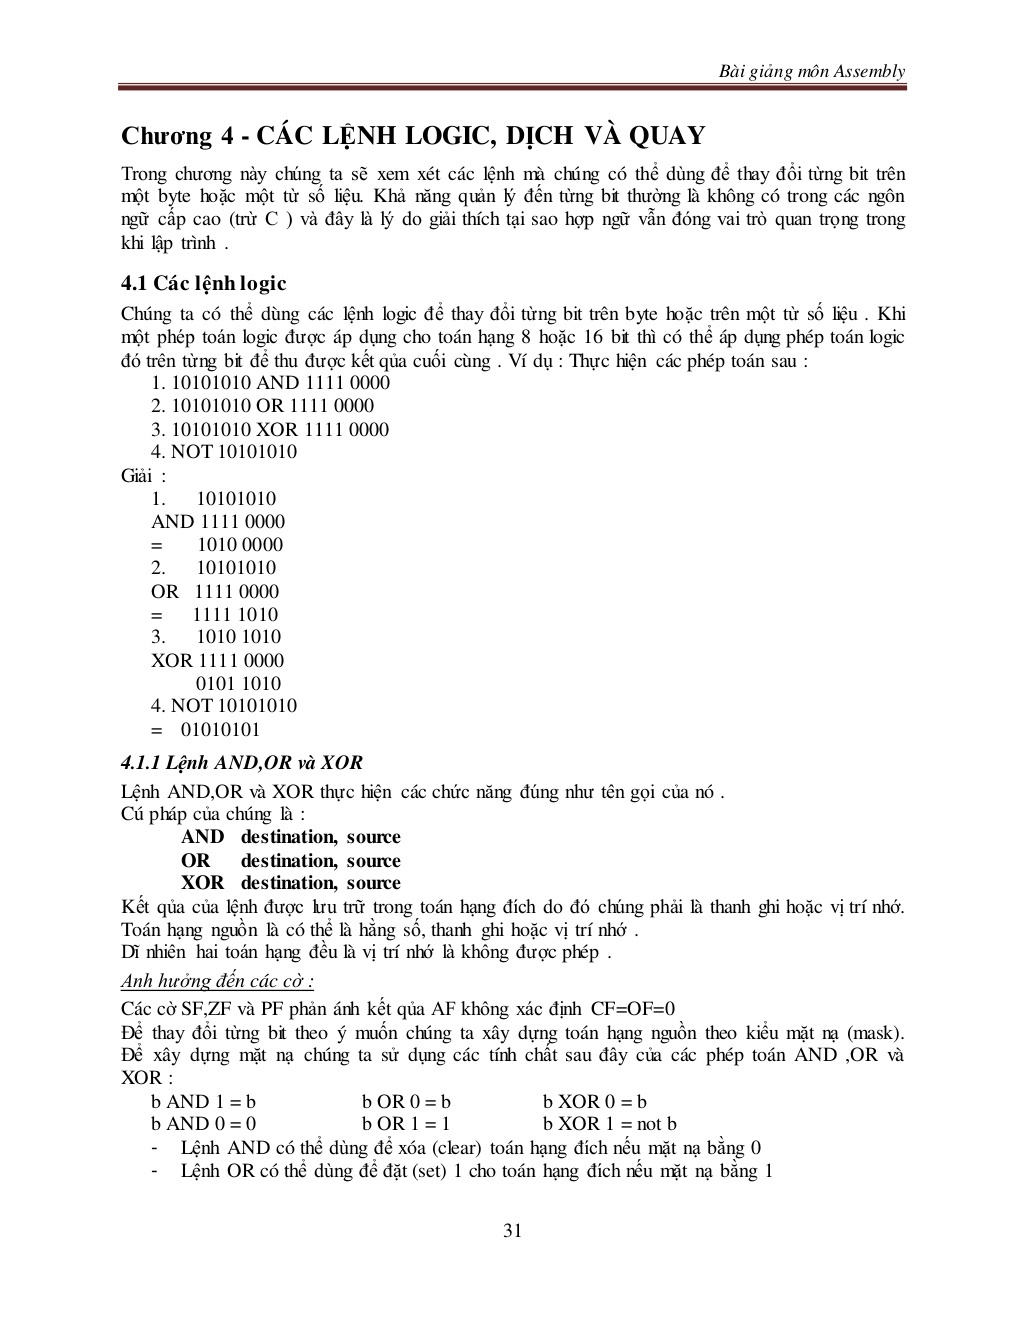 Bài giảng môn Assembly
Chương 4 - CÁC LỆNH LOGIC, DỊCH VÀ QUAY
Trong chương này chúng ta sẽ xem xét các lệnh mà chúng có thể dùng để thay đổi từng bit trên
một byte hoặc một từ số liệu. Khả năng quản lý đến từng bit thường là không có trong các ngôn
ngữ cấp cao (trừ C ) và đây là lý do giải thích tại sao hợp ngữ vẫn đóng vai trò quan trọng trong
khi lập trình .
4.1 Các lệnh logic
Chúng ta có thể dùng các lệnh logic để thay đổi từng bit trên byte hoặc trên một từ số liệu . Khi
một phép toán logic được áp dụng cho toán hạng 8 hoặc 16 bit thì có thể áp dụng phép toán logic
đó trên từng bit để thu được kết qủa cuối cùng . Ví dụ : Thực hiện các phép toán sau :
1. 10101010 AND 1111 0000
2. 10101010 OR 1111 0000
3. 10101010 XOR 1111 0000
4. NOT 10101010
Giải :
1. 10101010
AND 1111 0000
= 1010 0000
2. 10101010
OR 1111 0000
= 1111 1010
3. 1010 1010
XOR 1111 0000
0101 1010
4. NOT 10101010
= 01010101
4.1.1 Lệnh AND,OR và XOR
Lệnh AND,OR và XOR thực hiện các chức năng đúng như tên gọi của nó .
Cú pháp của chúng là :
AND destination, source
OR destination, source
XOR destination, source
Kết qủa của lệnh được lưu trữ trong toán hạng đích do đó chúng phải là thanh ghi hoặc vị trí nhớ.
Toán hạng nguồn là có thể là hằng số, thanh ghi hoặc vị trí nhớ .
Dĩ nhiên hai toán hạng đều là vị trí nhớ là không được phép .
Anh hưởng đến các cờ :
Các cờ SF,ZF và PF phản ánh kết qủa AF không xác định CF=OF=0
Để thay đổi từng bit theo ý muốn chúng ta xây dựng toán hạng nguồn theo kiểu mặt nạ (mask).
Để xây dựng mặt nạ chúng ta sử dụng các tính chất sau đây của các phép toán AND ,OR và
XOR :
b AND 1 = b b OR 0 = b b XOR 0 = b
b AND 0 = 0 b OR 1 = 1 b XOR 1 = not b
- Lệnh AND có thể dùng để xóa (clear) toán hạng đích nếu mặt nạ bằng 0
- Lệnh OR có thể dùng để đặt (set) 1 cho toán hạng đích nếu mặt nạ bằng 1
31